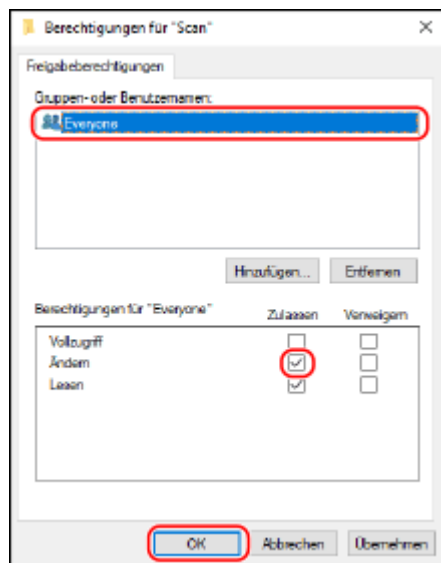 Berechtigungen für "Scan"
Freigabeberechtigungen
Gruppen- oder Benutzernamen:
Everyone
Hinzufügen... Entfernen
Berechtigungen für "Everyone" Zulassen Verweigern
Vollzugriff
Ändern
Lesen
OK Abbrechen Übernehmen